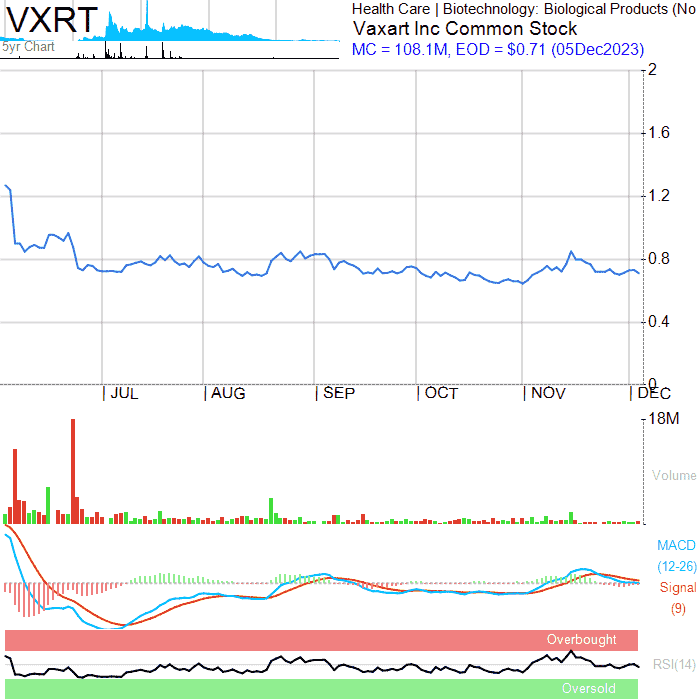 VXRT
5yr Chart
Health Care | Biotechnology: Biological Products (No
Vaxart Inc Common Stock
MC = 108.1M, EOD = $0.71 (05Dec2023)
2
1.6
1.2
0.8
0.4
0
| JUL | AUG | SEP | OCT | NOV | DEC
18M
Volume
MACD
(12-26)
Signal
(9)
Overbought
RSI(14)
Oversold